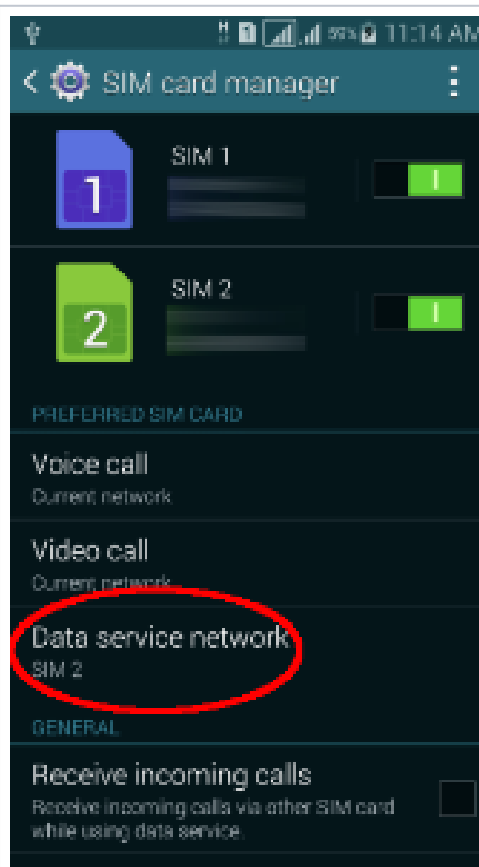 11:14 AM
SIM card manager
SIM 1
1
SIM 2
2
PREFERRED SIM CARD
Voice call
Current network
Video call
Current network
Data service network
SIM 2
GENERAL
Receive incoming calls
Receive incoming calls via other SIM card
while using data service.